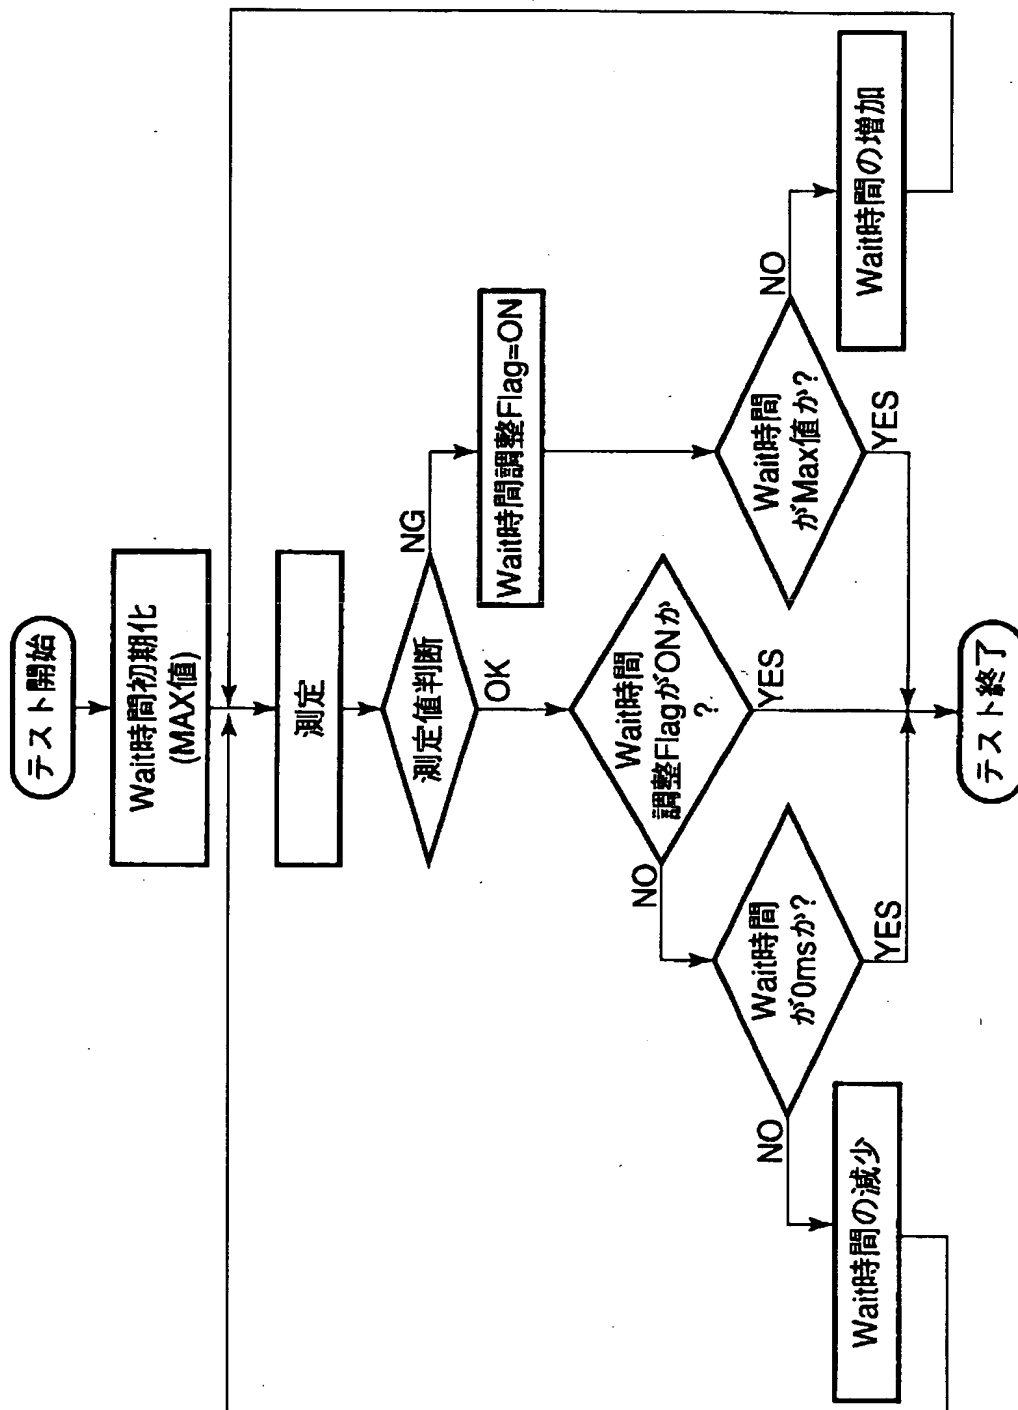 テスト開始
Wait時間初期化
(MAX値)
測定
測定値判断
NG
OK
Wait時間調整Flag=ON
Wait時間
調整FlagがONか
?
NO
YES
Wait時間
が0msか?
NO
YES
Wait時間
がMax値か?
NO
YES
Wait時間の減少
Wait時間の増加
テスト終了